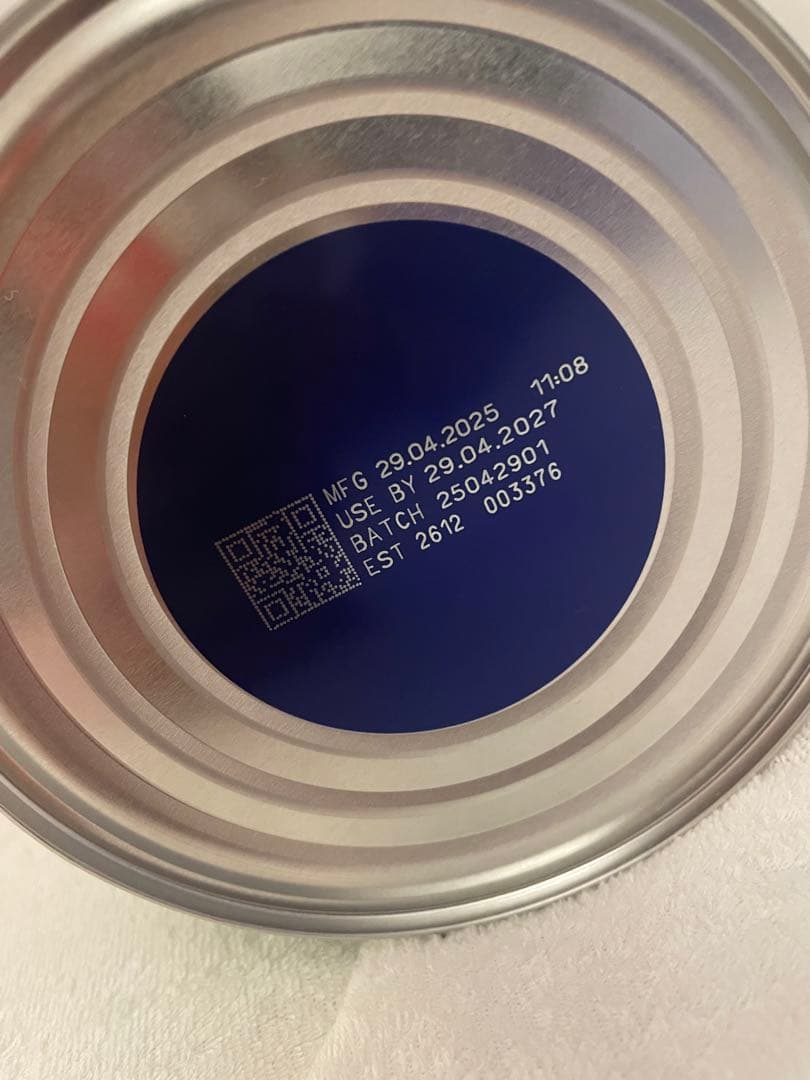 MFG 29.04.2025 11:08
USE BY 29.04.2027
BATCH 25042901
EST 2612 003376